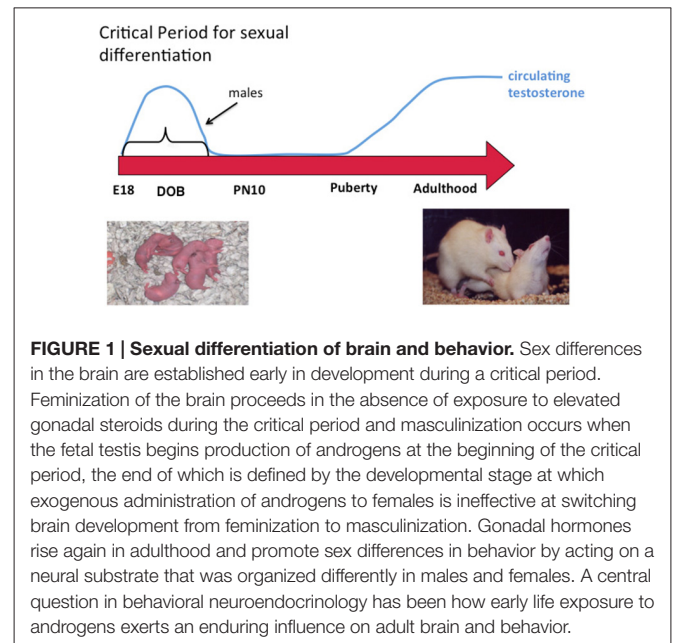 Critical Period for sexual
differentiation
males
circulating
testosterone
E18 DOB PN10 Puberty Adulthood
FIGURE 1 | Sexual differentiation of brain and behavior. Sex differences
in the brain are established early in development during a critical period.
Feminization of the brain proceeds in the absence of exposure to elevated
gonadal steroids during the critical period and masculinization occurs when
the fetal testis begins production of androgens at the beginning of the critical
period, the end of which is defined by the developmental stage at which
exogenous administration of androgens to females is ineffective at switching
brain development from feminization to masculinization. Gonadal hormones
rise again in adulthood and promote sex differences in behavior by acting on a
neural substrate that was organized differently in males and females. A central
question in behavioral neuroendocrinology has been how early life exposure to
androgens exerts an enduring influence on adult brain and behavior.